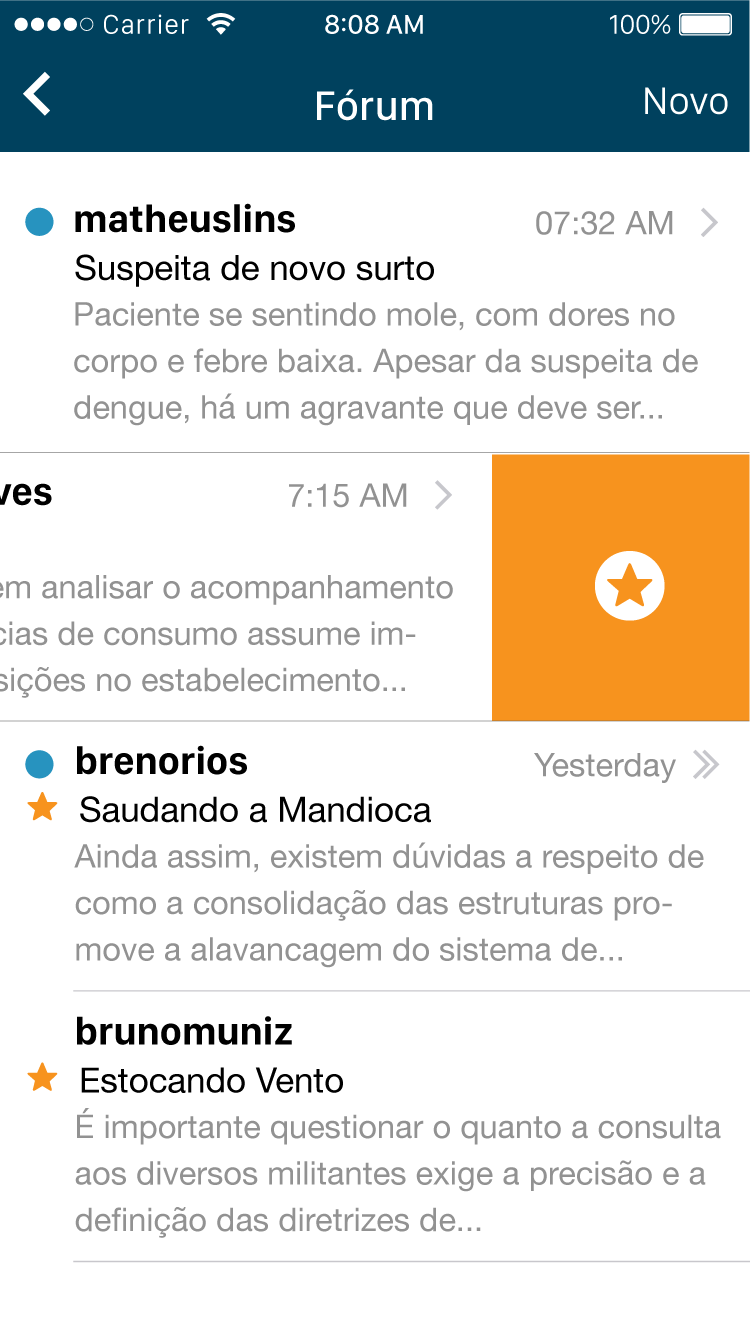 Carrier 8:08 AM 100%
Fórum Novo
matheuslins 07:32 AM
Suspeita de novo surto
Paciente se sentindo mole, com dores no
corpo e febre baixa. Apesar da suspeita de
dengue, há um agravante que deve ser...
ves 7:15 AM
em analisar o acompanhamento
cias de consumo assume im-
sições no estabelecimento...
brenorios Yesterday
Saudando a Mandioca
Ainda assim, existem dúvidas a respeito de
como a consolidação das estruturas pro-
move a alavancagem do sistema de...
brunomuniz
Estocando Vento
É importante questionar o quanto a consulta
aos diversos militantes exige a precisão e a
definição das diretrizes de...